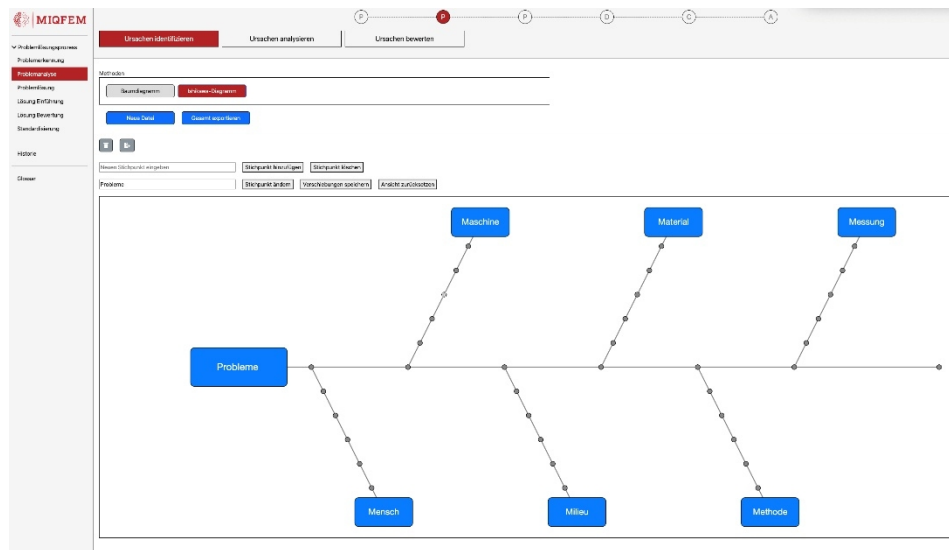 MIQFEM
P P P D C A
Ursachen identifizieren Ursachen analysieren Ursachen bewerten
Problemlösungsprozess
Problemerkennung
Problemanalyse
Problemlösung
Lösung Einführung
Lösung Bewertung
Standardisierung
Historie
Glossar
Methoden
Baumdiagramm Ishikawa-Diagramm
Neue Datei Gesamt exportieren
Neuen Stichpunkt eingeben Stichpunkt hinzufügen Stichpunkt löschen
Probleme Stichpunkt ändern Verschiebungen speichern Ansicht zurücksetzen
Maschine Material Messung
Probleme
Mensch Milieu Methode